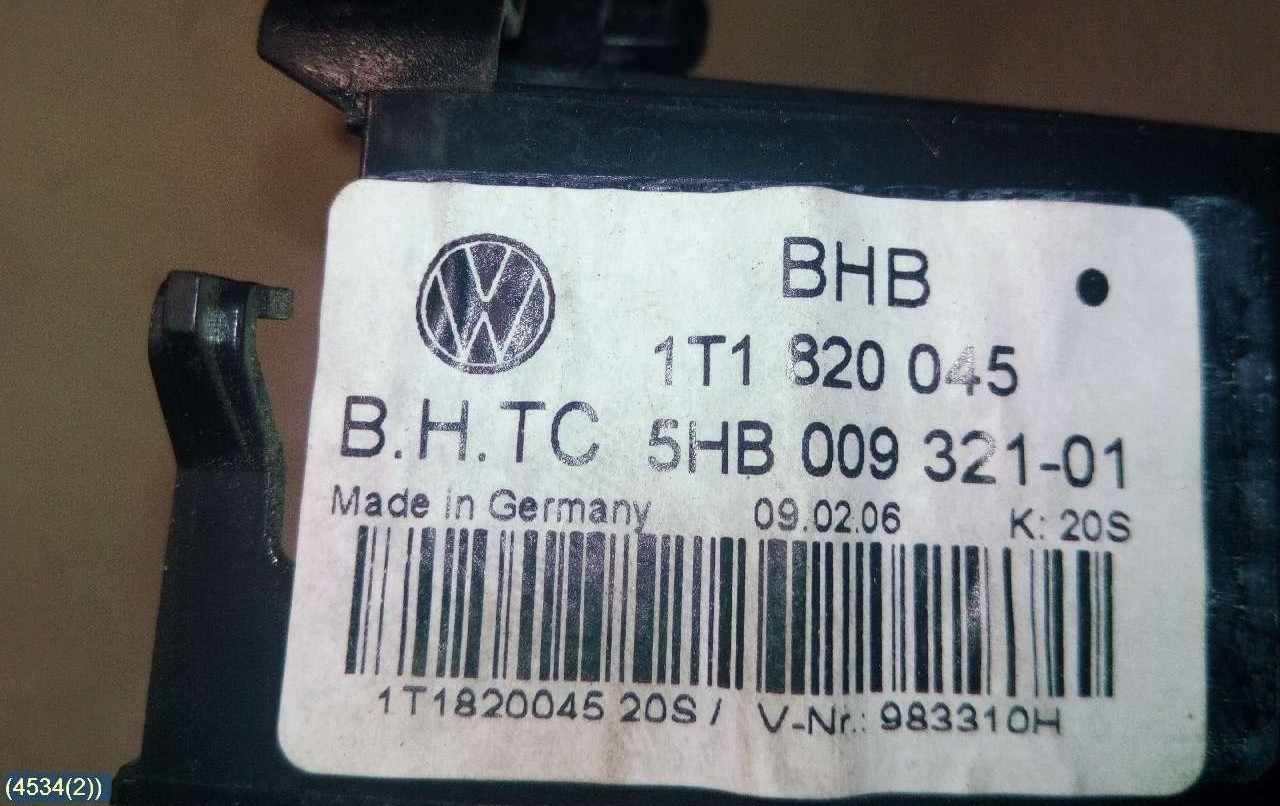 BHB
1T1 820 045
B.H.TC 5HB 009 321-01
Made in Germany 09.02.06 K: 20S
1T1820045 20S / V-Nr.: 983310H
(4534(2))